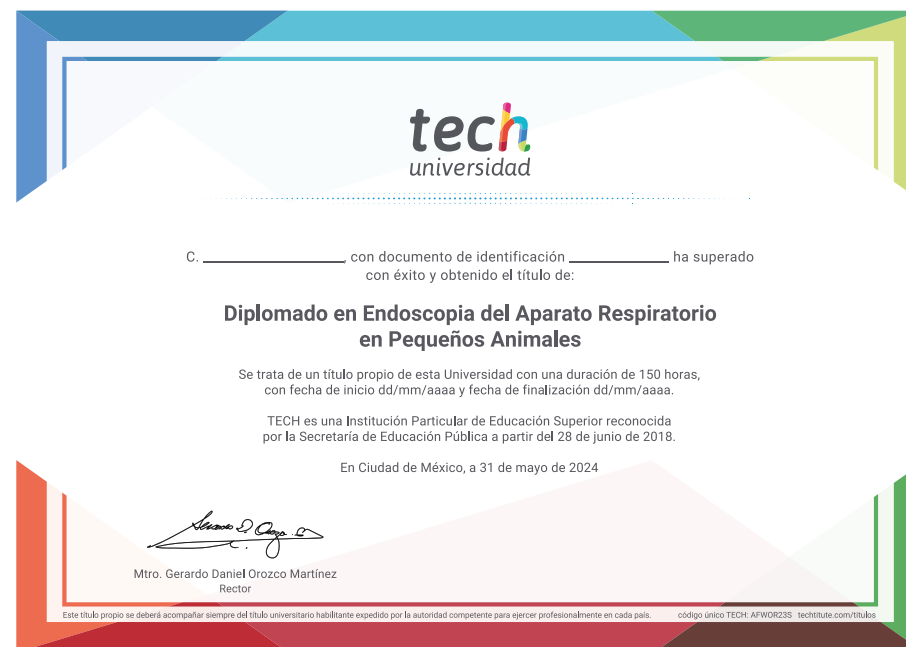 tech
universidad
C. ____________________, con documento de identificación ______________ ha superado
con éxito y obtenido el título de:
Diplomado en Endoscopia del Aparato Respiratorio
en Pequeños Animales
Se trata de un título propio de esta Universidad con una duración de 150 horas,
con fecha de inicio dd/mm/aaaa y fecha de finalización dd/mm/aaaa.
TECH es una Institución Particular de Educación Superior reconocida
por la Secretaría de Educación Pública a partir del 28 de junio de 2018.
En Ciudad de México, a 31 de mayo de 2024
Mtro. Gerardo Daniel Orozco Martínez
Rector
Este título propio se deberá acompañar siempre del título universitario habilitante expedido por la autoridad competente para ejercer profesionalmente en cada país. código único TECH: AFWOR23S techtitute.com/titulos